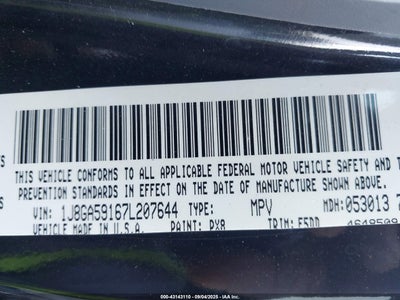 THIS VEHICLE CONFORMS TO ALL APPLICABLE FEDERAL MOTOR VEHICLE SAFETY AND T
PREVENTION STANDARDS IN EFFECT ON THE DATE OF MANUFACTURE SHOWN ABOVE.
VIN: 1J8GA59167L207644 TYPE: MPV MDH: 053013
VEHICLE MADE IN U.S.A. PAINT: PX8 TRIM:
000-43143110 - 09/04/2025 - IAA Inc.